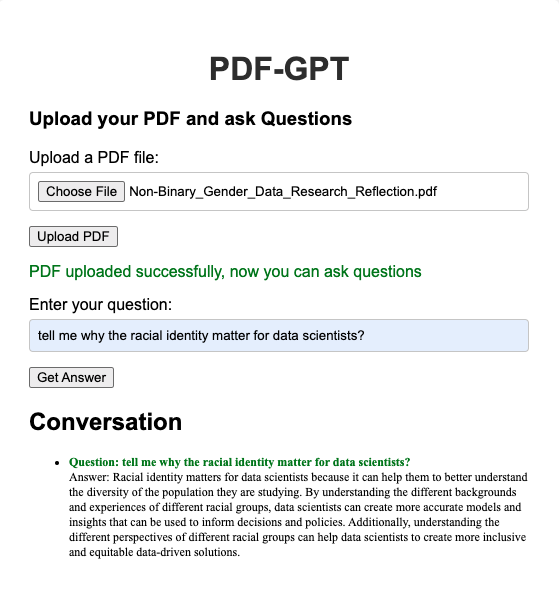 PDF-GPT
Upload your PDF and ask Questions
Upload a PDF file:
Choose File Non-Binary_Gender_Data_Research_Reflection.pdf
Upload PDF
PDF uploaded successfully, now you can ask questions
Enter your question:
tell me why the racial identity matter for data scientists?
Get Answer
Conversation
• Question: tell me why the racial identity matter for data scientists?
Answer: Racial identity matters for data scientists because it can help them to better understand
the diversity of the population they are studying. By understanding the different backgrounds
and experiences of different racial groups, data scientists can create more accurate models and
insights that can be used to inform decisions and policies. Additionally, understanding the
different perspectives of different racial groups can help data scientists to create more inclusive
and equitable data-driven solutions.